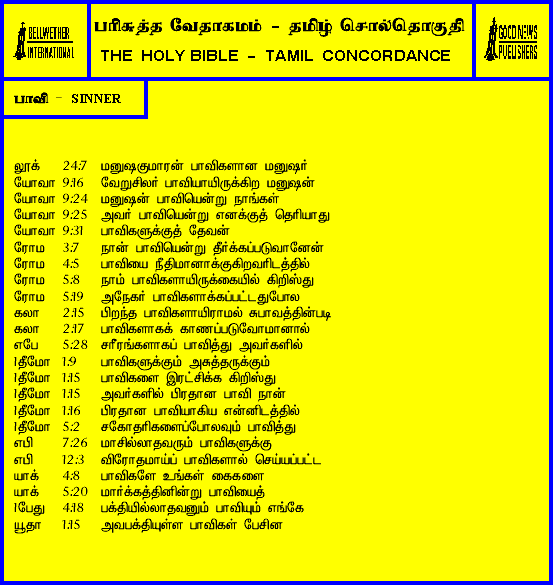 BELLWETHER
INTERNATIONAL
பரிசுத்த வேதாகமம் - தமிழ் சொல்தொகுதி
THE HOLY BIBLE - TAMIL CONCORDANCE
GOOD NEWS
PUBLISHERS
பாவி - SINNER
லூக் 24:7 மனுஷகுமாரன் பாவிகளான மனுஷர்
யோவா 9:16 வேறுசிலர் பாவியாயிருக்கிற மனுஷன்
யோவா 9:24 மனுஷன் பாவியென்று நாங்கள்
யோவா 9:25 அவர் பாவியென்று எனக்குத் தெரியாது
யோவா 9:31 பாவிகளுக்குத் தேவன்
ரோம 3:7 நான் பாவியென்று தீர்க்கப்படுவானேன்
ரோம 4:5 பாவியை நீதிமானாக்குகிறவரிடத்தில்
ரோம 5:8 நாம் பாவிகளாயிருக்கையில் கிறிஸ்து
ரோம 5:19 அநேகர் பாவிகளாக்கப்பட்டதுபோல
கலா 2:15 பிறந்த பாவிகளாயிராமல் சுபாவத்தின்படி
கலா 2:17 பாவிகளாகக் காணப்படுவோமானால்
எபே 5:28 சரீரங்களாகப் பாவித்து அவர்களில்
1தீமோ 1:9 பாவிகளுக்கும் அசுத்தருக்கும்
1தீமோ 1:15 பாவிகளை இரட்சிக்க கிறிஸ்து
1தீமோ 1:15 அவர்களில் பிரதான பாவி நான்
1தீமோ 1:16 பிரதான பாவியாகிய என்னிடத்தில்
1தீமோ 5:2 சகோதரிகளைப்போலவும் பாவித்து
எபி 7:26 மாசில்லாதவரும் பாவிகளுக்கு
எபி 12:3 விரோதமாய்ப் பாவிகளால் செய்யப்பட்ட
யாக் 4:8 பாவிகளே உங்கள் கைகளை
யாக் 5:20 மார்க்கத்தினின்று பாவியைத்
1பேது 4:18 பக்தியில்லாதவனும் பாவியும் எங்கே
யூதா 1:15 அவபக்தியுள்ள பாவிகள் பேசின